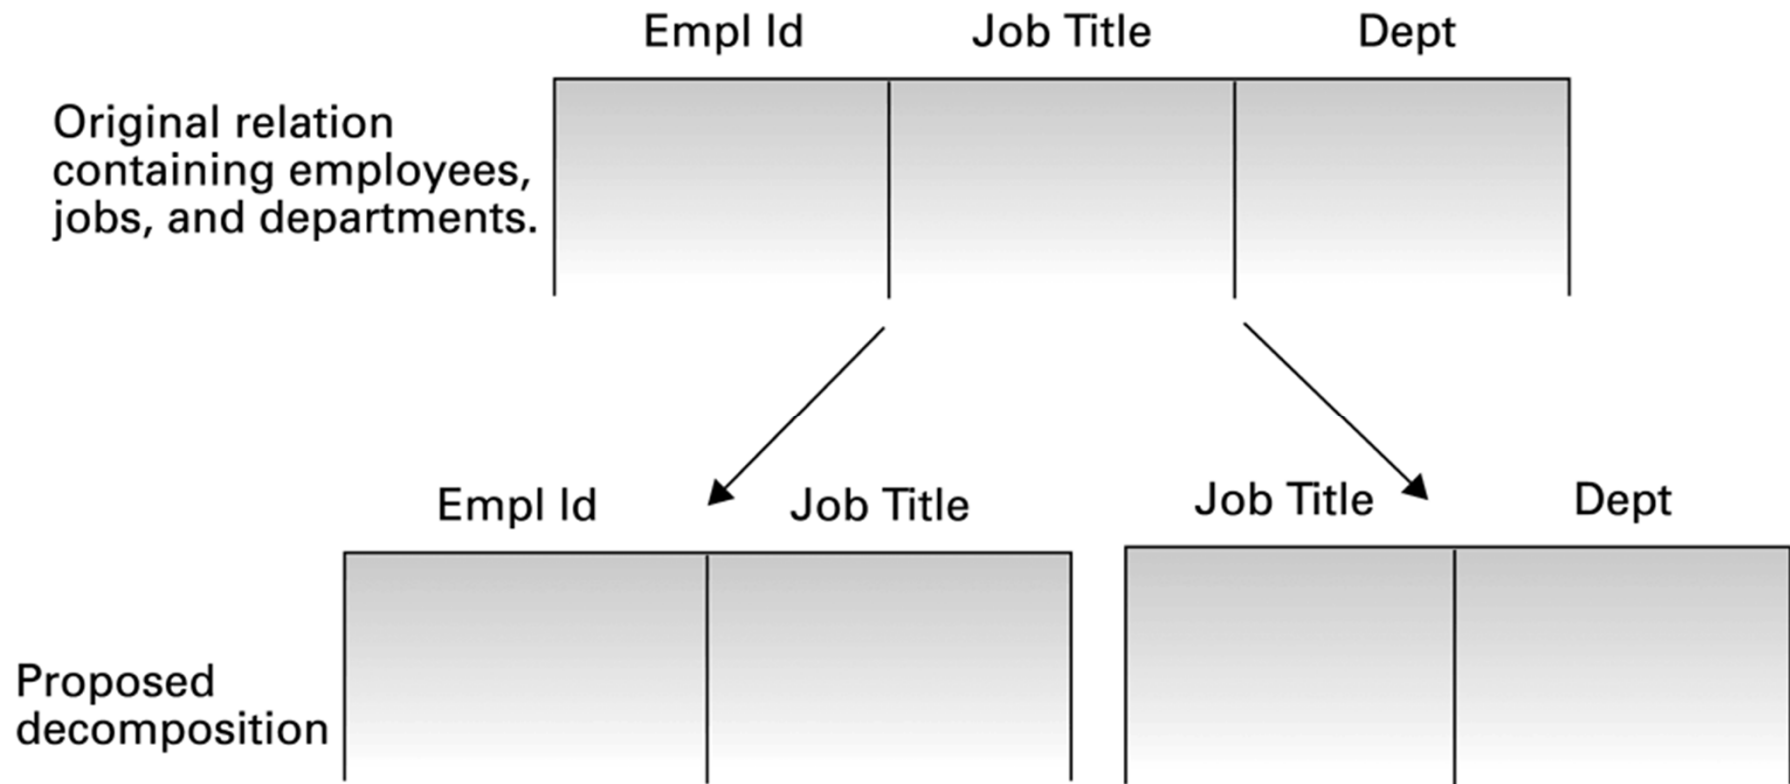 Empl Id Job Title Dept
Original relation
containing employees,
jobs, and departments.
Empl Id Job Title Job Title Dept
Proposed
decomposition